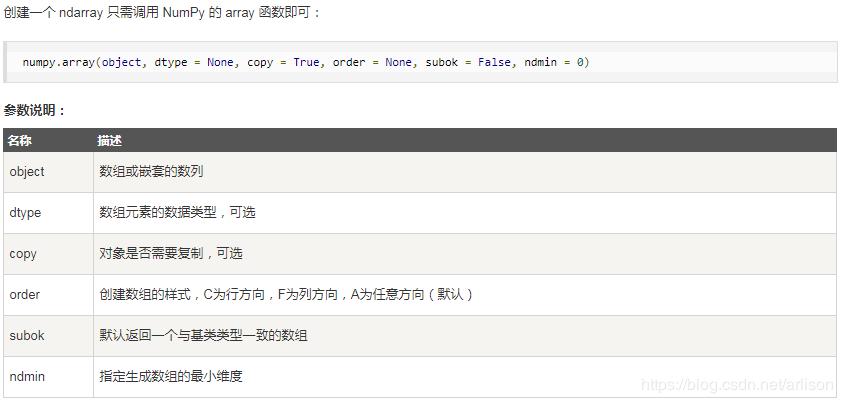 创建一个 ndarray 只需调用 NumPy 的 array 函数即可：
numpy.array(object, dtype = None, copy = True, order = None, subok = False, ndmin = 0)
参数说明：
名称 描述
object 数组或嵌套的数列
dtype 数组元素的数据类型，可选
copy 对象是否需要复制，可选
order 创建数组的样式，C为行方向，F为列方向，A为任意方向（默认）
subok 默认返回一个与基类类型一致的数组
ndmin 指定生成数组的最小维度
https://blog.csdn.net/arlison